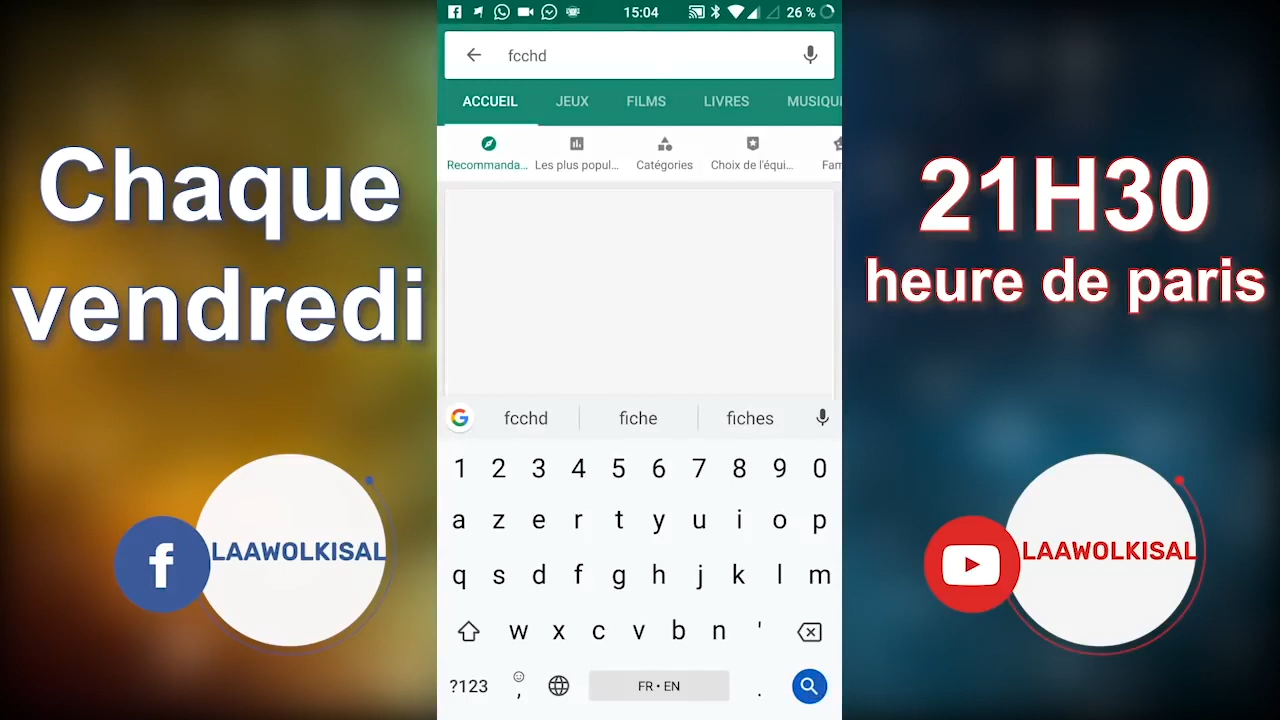 Chaque
vendredi
LAAWOLKISAL
15:04
26 %
fcchd
ACCUEIL JEUX FILMS LIVRES MUSIQU
Recommanda... Les plus popul... Catégories Choix de l'équi... Fam
fcchd fiche fiches
1 2 3 4 5 6 7 8 9 0
a z e r t y u i o p
q s d f g h j k l m
w x c v b n '
?123 , FR • EN .
21H30
heure de paris
LAAWOLKISAL